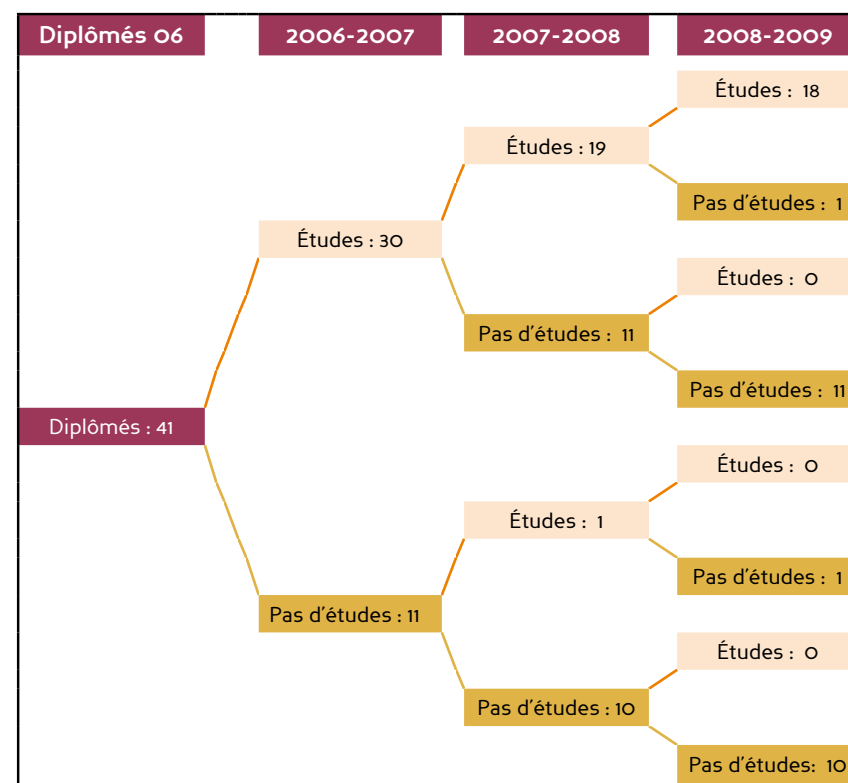 Diplômés 06
2006-2007
2007-2008
2008-2009
Études : 18
Études : 19
Pas d'études : 1
Études : 30
Études : 0
Pas d'études : 11
Pas d'études : 11
Diplômés : 41
Études : 0
Études : 1
Pas d'études : 1
Pas d'études : 11
Études : 0
Pas d'études : 10
Pas d'études: 10